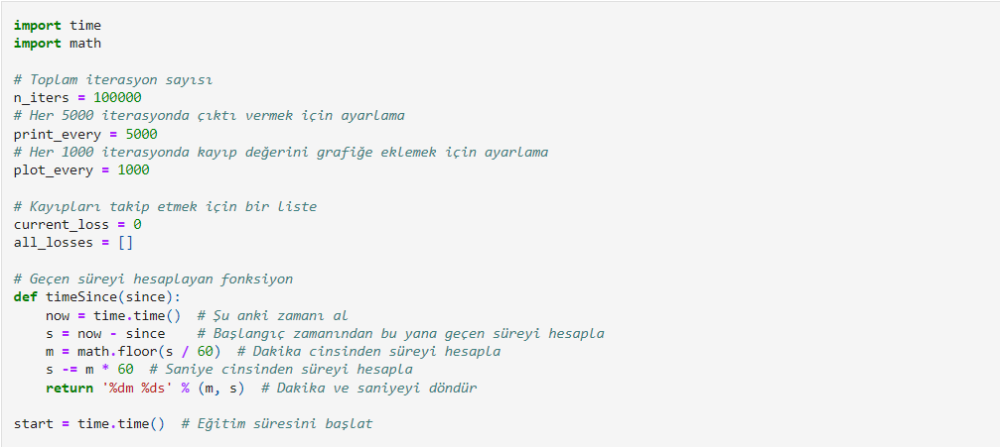 import time
import math
# Toplam iterasyon sayısı
n_iters = 100000
# Her 5000 iterasyonda çıktı vermek için ayarlama
print_every = 5000
# Her 1000 iterasyonda kayıp değerini grafiğe eklemek için ayarlama
plot_every = 1000
# Kayıpları takip etmek için bir liste
current_loss = 0
all_losses = []
# Geçen süreyi hesaplayan fonksiyon
def timeSince(since):
    now = time.time()  # Şu anki zamanı al
    s = now - since    # Başlangıç zamanından bu yana geçen süreyi hesapla
    m = math.floor(s / 60)  # Dakika cinsinden süreyi hesapla
    s -= m * 60  # Saniye cinsinden süreyi hesapla
    return '%dm %ds' % (m, s)  # Dakika ve saniyeyi döndür
start = time.time()  # Eğitim süresini başlat